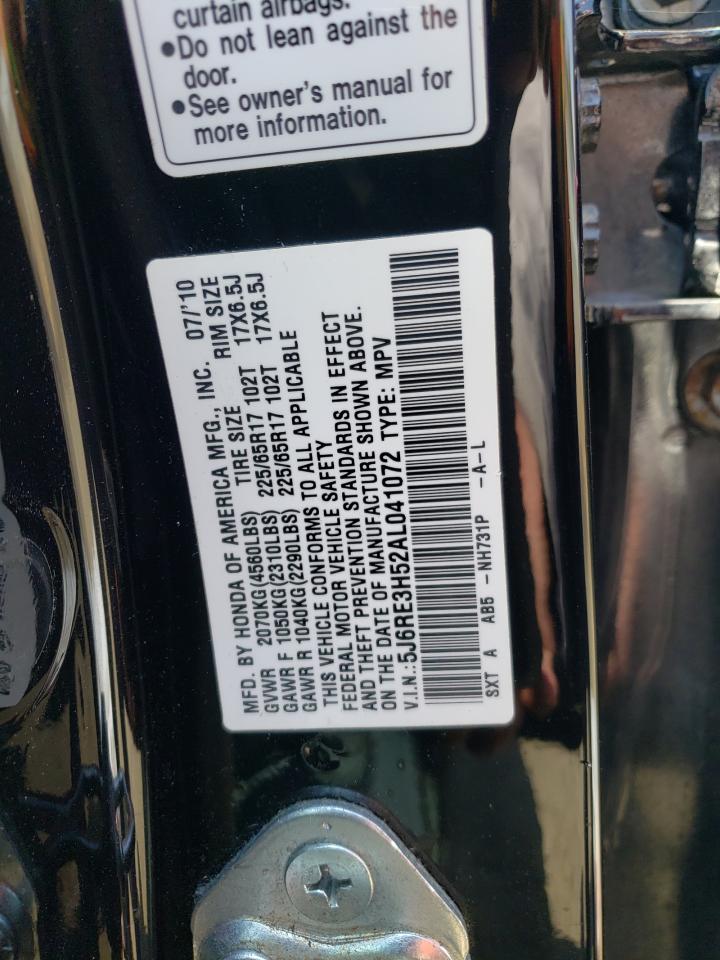 curtain airbags.
•Do not lean against the
door.
•See owner's manual for
more information.
MFD. BY HONDA OF AMERICA MFG., INC. 07/'10
GVWR 2070KG(4560LBS) TIRE SIZE RIM SIZE
GAWR F 1050KG(2310LBS) 225/65R17 102T 17X6.5J
GAWR R 1040KG(2290LBS) 225/65R17 102T 17X6.5J
THIS VEHICLE CONFORMS TO ALL APPLICABLE
FEDERAL MOTOR VEHICLE SAFETY
AND THEFT PREVENTION STANDARDS IN EFFECT
ON THE DATE OF MANUFACTURE SHOWN ABOVE.
V.I.N.:5J6RE3H52AL041072 TYPE: MPV
SXT A AB5 -NH731P -A-L